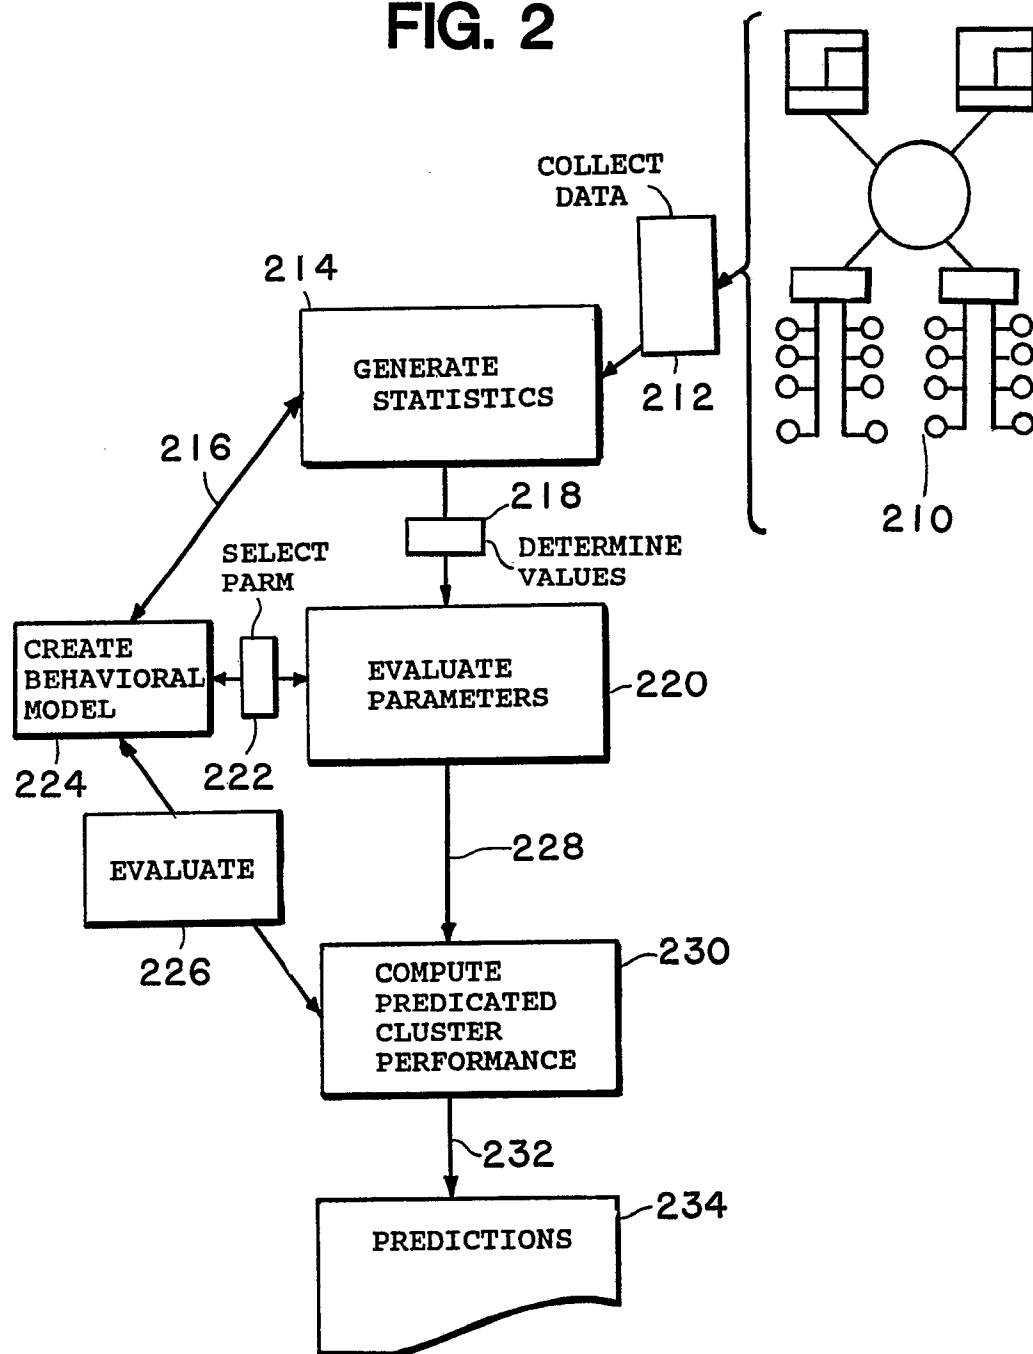 FIG. 2
COLLECT
DATA
214
GENERATE
STATISTICS
212
216
218
210
DETERMINE
VALUES
SELECT
PARM
CREATE
BEHAVIORAL
MODEL
EVALUATE
PARAMETERS
220
224
222
228
EVALUATE
226
230
COMPUTE
PREDICATED
CLUSTER
PERFORMANCE
232
234
PREDICTIONS